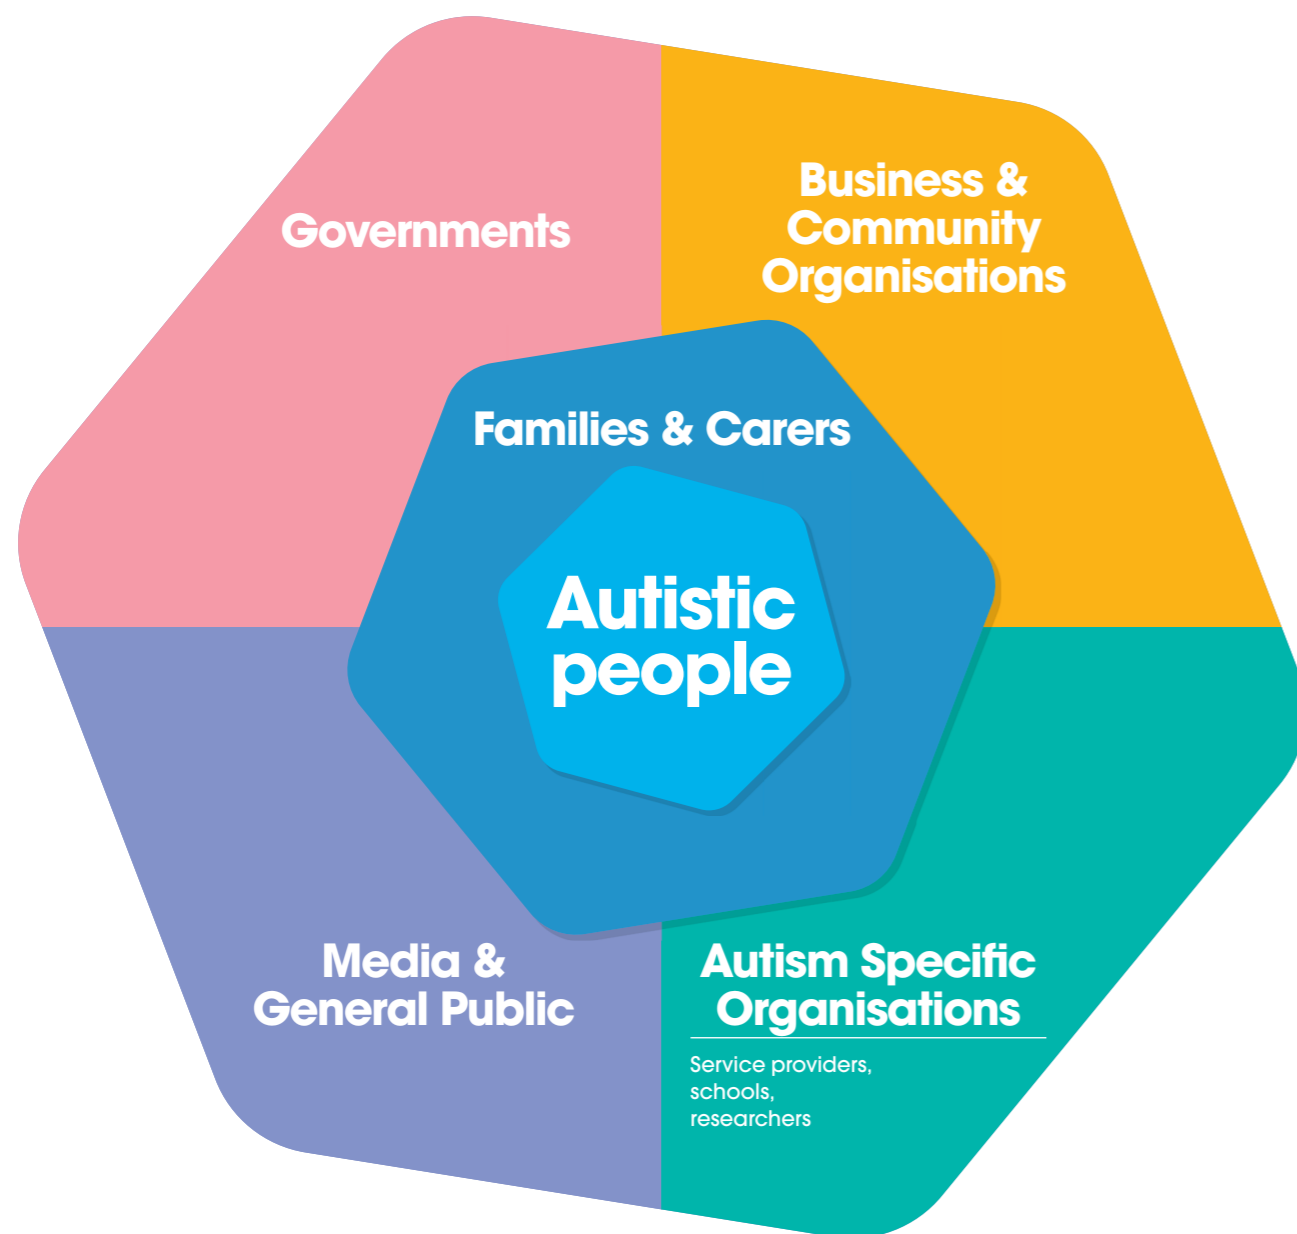 Governments
Business &
Community
Organisations
Families & Carers
Autistic
people
Media &
General Public
Autism Specific
Organisations
Service providers,
schools,
researchers